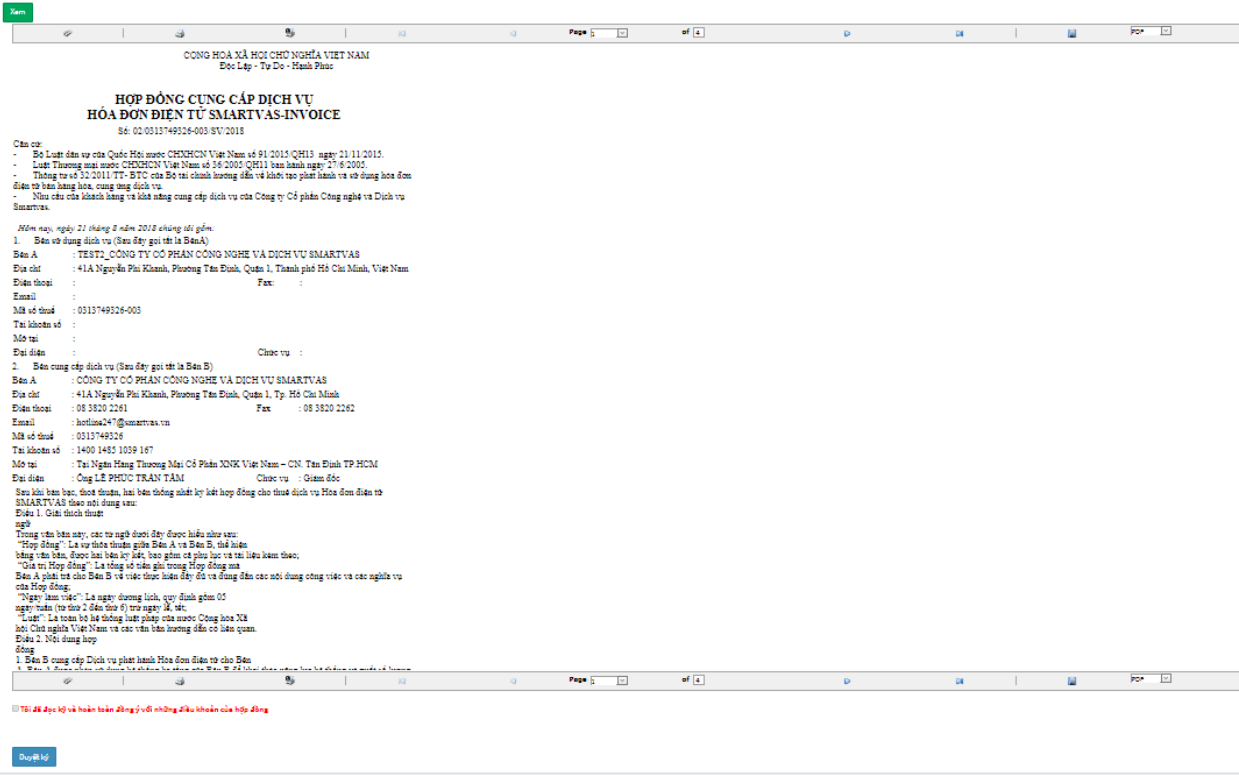 Xem
Page 1 of 4 PDF
CỘNG HOÀ XÃ HỘI CHỦ NGHĨA VIỆT NAM
Độc Lập - Tự Do - Hạnh Phúc
HỢP ĐỒNG CUNG CẤP DỊCH VỤ
HÓA ĐƠN ĐIỆN TỬ SMARTVAS-INVOICE
Số: 02/0313749326-003/SV/2018
Căn cứ:
- Bộ Luật dân sự của Quốc Hội nước CHXHCN Việt Nam số 91/2015/QH13 ngày 21/11/2015.
- Luật Thương mại nước CHXHCN Việt Nam số 36/2005/QH11 ban hành ngày 27/6/2005.
- Thông tư số 32/2011/TT- BTC của Bộ tài chính hướng dẫn về khởi tạo phát hành và sử dụng hóa đơn
điện tử bán hàng hóa, cung ứng dịch vụ.
- Nhu cầu của khách hàng và khả năng cung cấp dịch vụ của Công ty Cổ phần Công nghệ và Dịch vụ
Smartvas.
Hôm nay, ngày 21 tháng 8 năm 2018 chúng tôi gồm:
1. Bên sử dụng dịch vụ (Sau đây gọi tắt là BênA)
Bên A : TEST2_CÔNG TY CỔ PHẦN CÔNG NGHỆ VÀ DỊCH VỤ SMARTVAS
Địa chỉ : 41A Nguyễn Phi Khanh, Phường Tân Định, Quận 1, Thành phố Hồ Chí Minh, Việt Nam
Điện thoại : Fax: :
Email :
Mã số thuế : 0313749326-003
Tài khoản số :
Mở tại :
Đại diện : Chức vụ :
2. Bên cung cấp dịch vụ (Sau đây gọi tắt là Bên B)
Bên A : CÔNG TY CỔ PHẦN CÔNG NGHỆ VÀ DỊCH VỤ SMARTVAS
Địa chỉ : 41A Nguyễn Phi Khanh, Phường Tân Định, Quận 1, Tp. Hồ Chí Minh
Điện thoại : 08 3820 2261 Fax : 08 3820 2262
Email : hotline247@smartvas.vn
Mã số thuế : 0313749326
Tài khoản số : 1400 1485 1039 167
Mở tại : Tại Ngân Hàng Thương Mại Cổ Phần XNK Việt Nam – CN. Tân Định TP.HCM
Đại diện : Ông LÊ PHÚC TRẦN TÂM Chức vụ : Giám đốc
Sau khi bàn bạc, thoả thuận, hai bên thống nhất ký kết hợp đồng cho thuê dịch vụ Hóa đơn điện tử
SMARTVAS theo nội dung sau:
Điều 1. Giải thích thuật
ngữ
Trong văn bản này, các từ ngữ dưới đây được hiểu như sau:
“Hợp đồng”: Là sự thỏa thuận giữa Bên A và Bên B, thể hiện
bằng văn bản, được hai bên ký kết, bao gồm cả phụ lục và tài liệu kèm theo;
“Giá trị Hợp đồng”: Là tổng số tiền ghi trong Hợp đồng mà
Bên A phải trả cho Bên B về việc thực hiện đầy đủ và đúng đắn các nội dung công việc và các nghĩa vụ
của Hợp đồng;
“Ngày làm việc”: Là ngày dương lịch, quy định gồm 05
ngày/tuần (từ thứ 2 đến thứ 6) trừ ngày lễ, tết;
“Luật”: Là toàn bộ hệ thống luật pháp của nước Cộng hòa Xã
hội Chủ nghĩa Việt Nam và các văn bản hướng dẫn có liên quan.
Điều 2. Nội dung hợp
đồng
1. Bên B cung cấp Dịch vụ phát hành Hóa đơn điện tử cho Bên
Page 1 of 4 PDF
Tôi đã đọc kỹ và hoàn toàn đồng ý với những điều khoản của hợp đồng
Duyệt ký